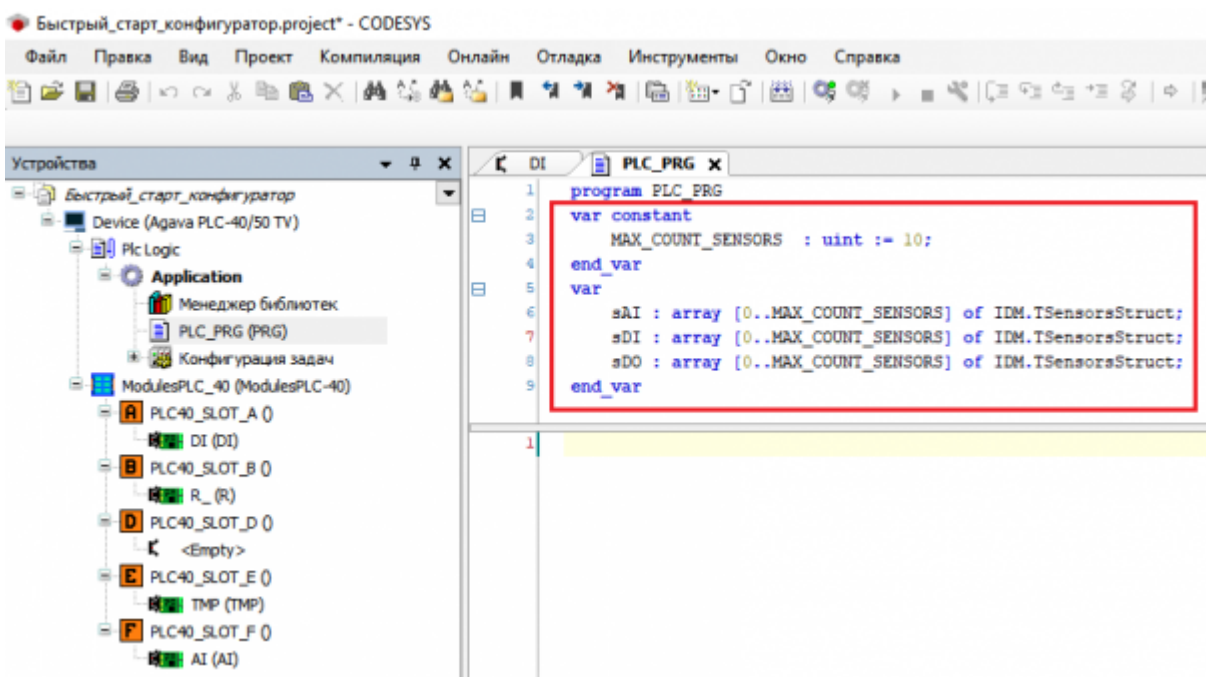 Быстрый_старт_конфигуратор.project* - CODESYS
Файл Правка Вид Проект Компиляция Онлайн Отладка Инструменты Окно Справка
Устройства
Быстрый_старт_конфигуратор
Device (Agava PLC-40/50 TV)
Plc Logic
Application
Менеджер библиотек
PLC_PRG (PRG)
Конфигурация задач
ModulesPLC_40 (ModulesPLC-40)
A PLC40_SLOT_A ()
DI (DI)
B PLC40_SLOT_B ()
R_ (R)
D PLC40_SLOT_D ()
<Empty>
E PLC40_SLOT_E ()
TMP (TMP)
F PLC40_SLOT_F ()
AI (AI)
DI PLC_PRG
1 program PLC_PRG
2 var constant
3 MAX_COUNT_SENSORS : uint := 10;
4 end_var
5 var
6 sAI : array [0..MAX_COUNT_SENSORS] of IDM.TSensorsStruct;
7 sDI : array [0..MAX_COUNT_SENSORS] of IDM.TSensorsStruct;
8 sDO : array [0..MAX_COUNT_SENSORS] of IDM.TSensorsStruct;
9 end_var
1